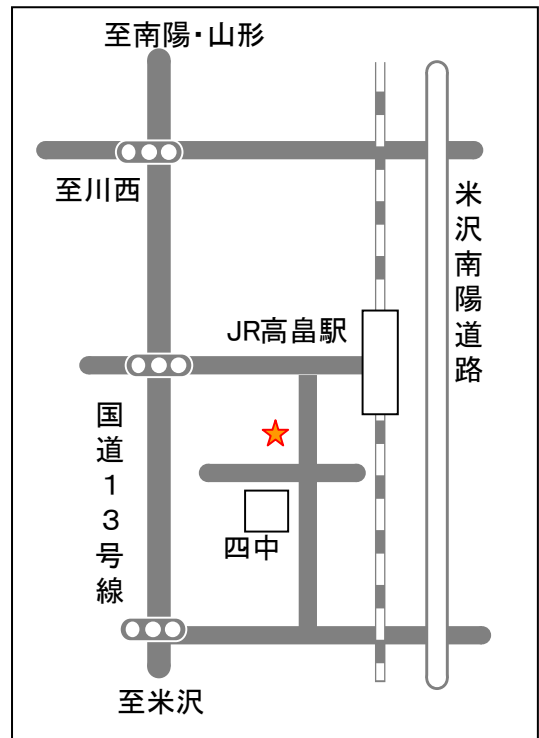 至南陽・山形
至川西
米沢南陽道路
JR高畠駅
国道13号線
四中
至米沢